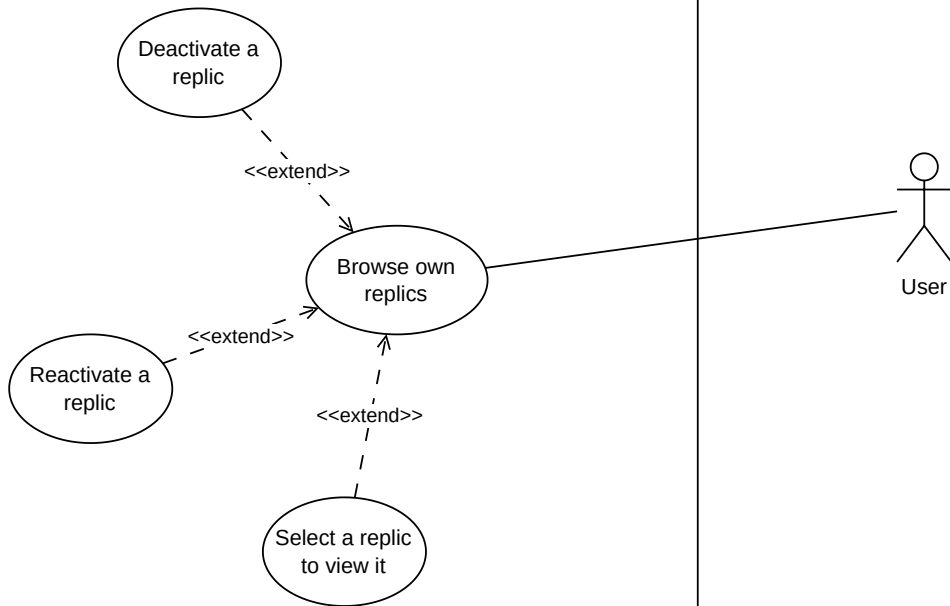 Deactivate a
replic
<<extend>>
Browse own
replics
User
<<extend>>
Reactivate a
replic
<<extend>>
Select a replic
to view it